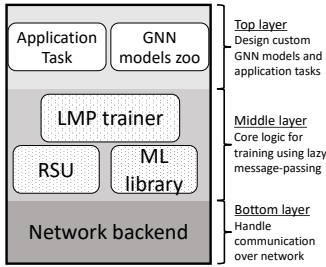 Application
Task
GNN
models zoo
LMP trainer
RSU
ML
library
Network backend
Top layer
Design custom
GNN models and
application tasks
Middle layer
Core logic for
training using lazy
message-passing
Bottom layer
Handle
communication
over network